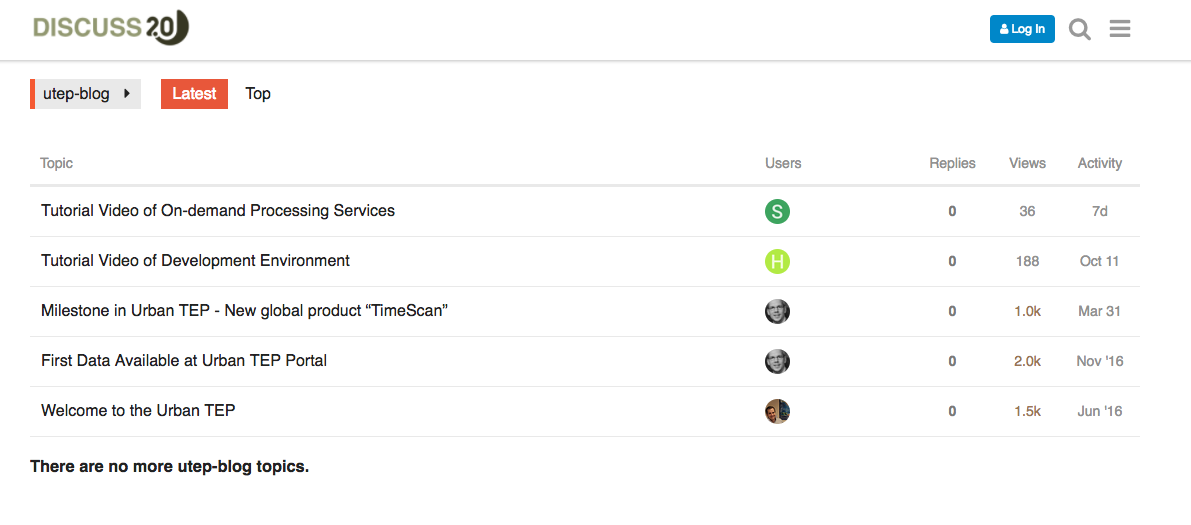 DISCUSS 2.0
Log In
utep-blog Latest Top
Topic Users Replies Views Activity
Tutorial Video of On-demand Processing Services S 0 36 7d
Tutorial Video of Development Environment H 0 188 Oct 11
Milestone in Urban TEP - New global product “TimeScan” 0 1.0k Mar 31
First Data Available at Urban TEP Portal 0 2.0k Nov '16
Welcome to the Urban TEP 0 1.5k Jun '16
There are no more utep-blog topics.